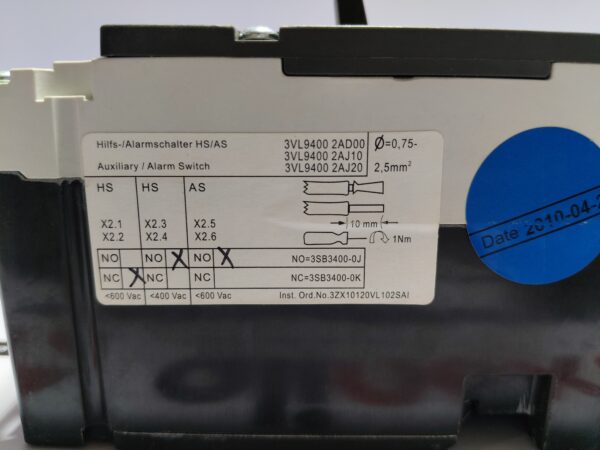 Hilfs-/Alarmschalter HS/AS 3VL9400 2AD00 Ø=0,75-
3VL9400 2AJ10
Auxiliary / Alarm Switch 3VL9400 2AJ20 2,5mm²
HS HS AS
X2.1 X2.3 X2.5
X2.2 X2.4 X2.6
10 mm
1Nm
NO NO X NO X NO=3SB3400-0J
NC X NC NC NC=3SB3400-0K
<600 Vac <400 Vac <600 Vac Inst. Ord.No.3ZX10120VL102SAI
Date 2010-04-2